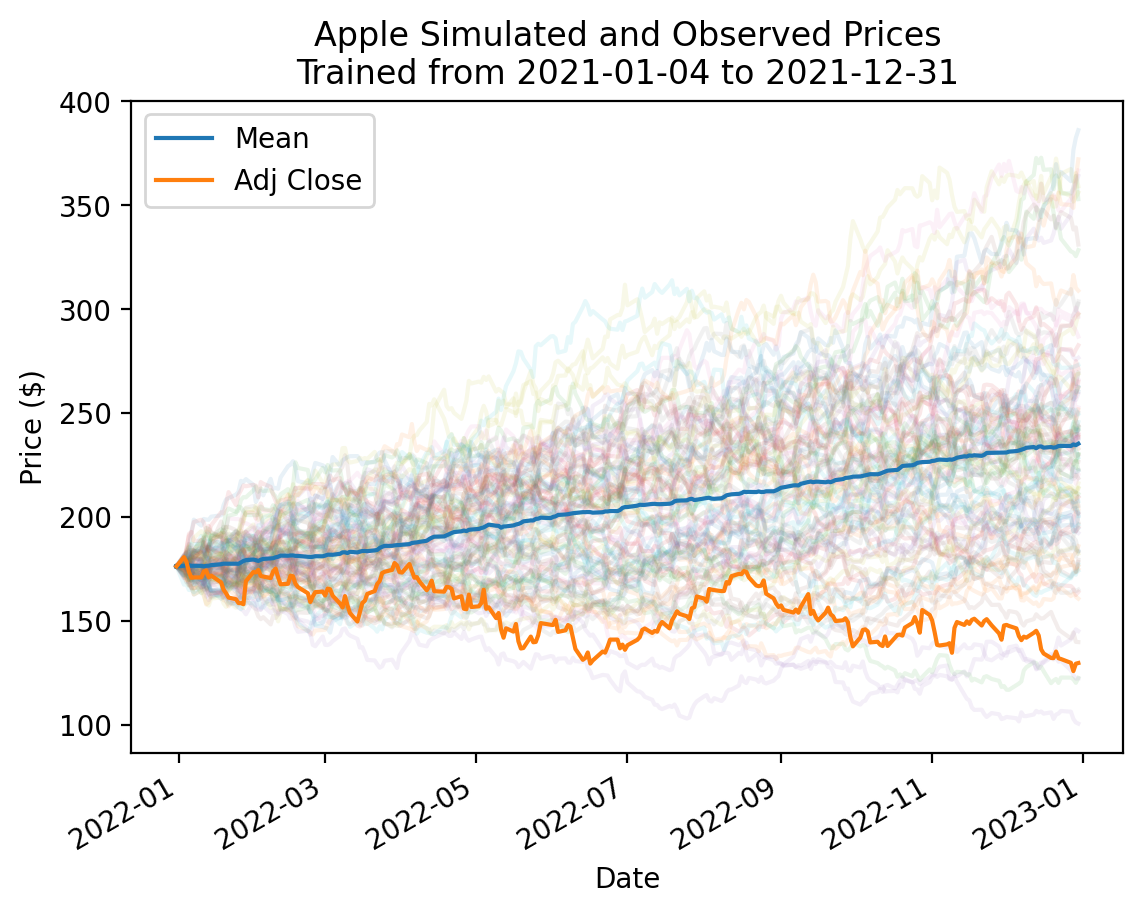 Apple Simulated and Observed Prices
Trained from 2021-01-04 to 2021-12-31
Mean
Adj Close
Price ($)
400
350
300
250
200
150
100
2022-01
2022-03
2022-05
2022-07
2022-09
2022-11
2023-01
Date